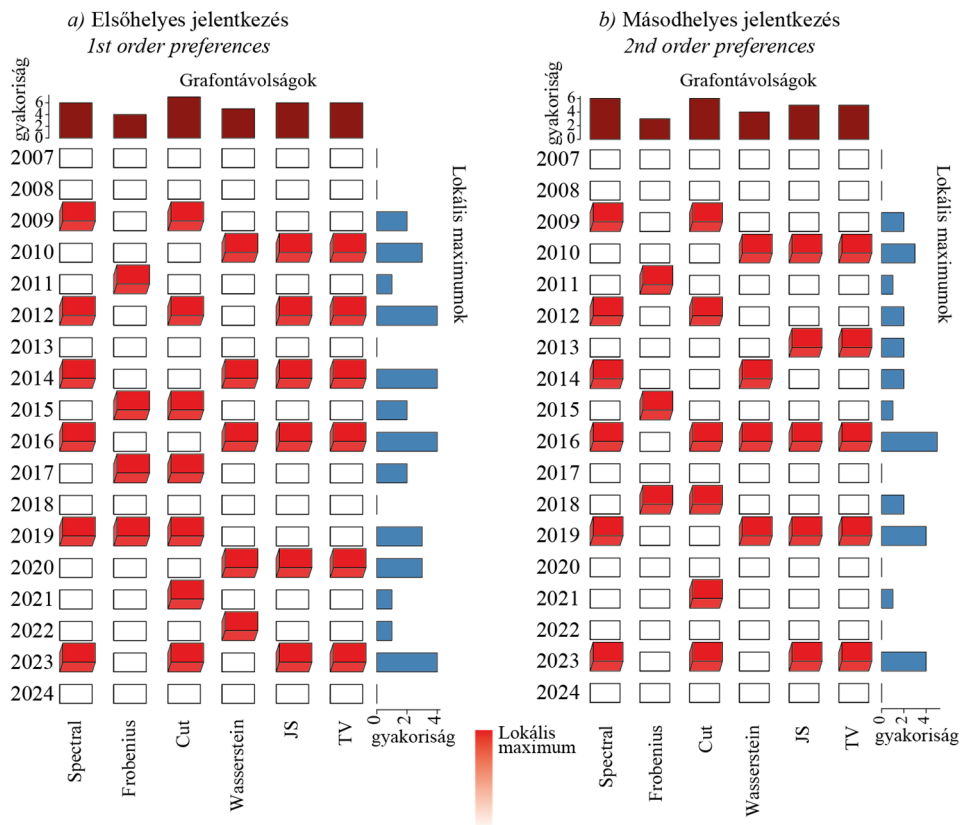 a) Elsőhelyes jelentkezés
1st order preferences
Grafontávolságok
gyakoriság
6
4
2
0
2007
2008
2009
2010
2011
2012
2013
2014
2015
2016
2017
2018
2019
2020
2021
2022
2023
2024
Lokális maximumok
0 2 4
gyakoriság
Spectral
Frobenius
Cut
Wasserstein
JS
TV
Lokális
maximum
b) Másodhelyes jelentkezés
2nd order preferences
Grafontávolságok
gyakoriság
6
4
2
0
2007
2008
2009
2010
2011
2012
2013
2014
2015
2016
2017
2018
2019
2020
2021
2022
2023
2024
Lokális maximumok
0 2 4
gyakoriság
Spectral
Frobenius
Cut
Wasserstein
JS
TV